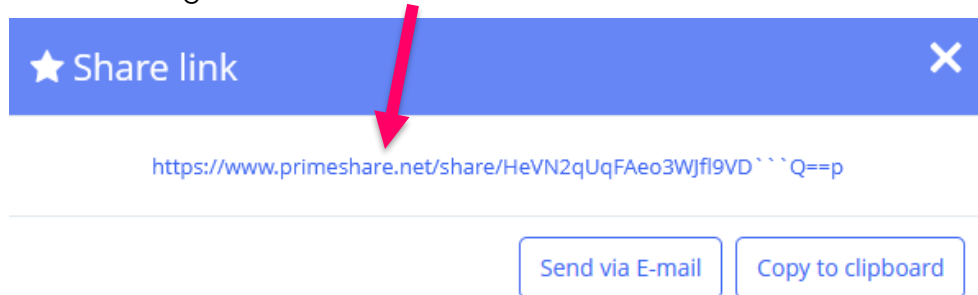 Share link
https://www.primeshare.net/share/HeVN2qUqFAeo3WJfl9VD```Q==p
Send via E-mail
Copy to clipboard